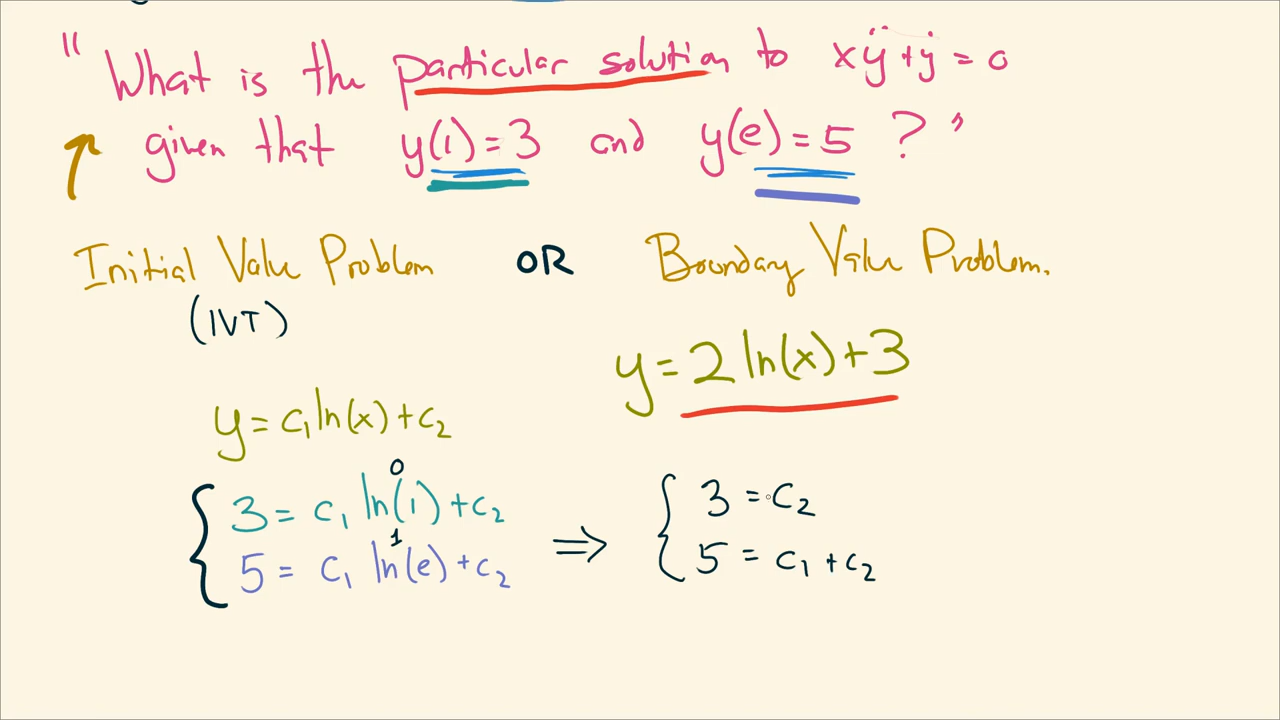 " What is the particular solution to xÿ + ẏ = 0
given that y(1) = 3 and y(e) = 5 ? "
Initial Value Problem OR Boundary Value Problem.
(IVT)
y = 2 ln(x) + 3
y = c₁ ln(x) + c₂
0
3 = c₁ ln(1) + c₂
1
5 = c₁ ln(e) + c₂
⇒
3 = c₂
5 = c₁ + c₂